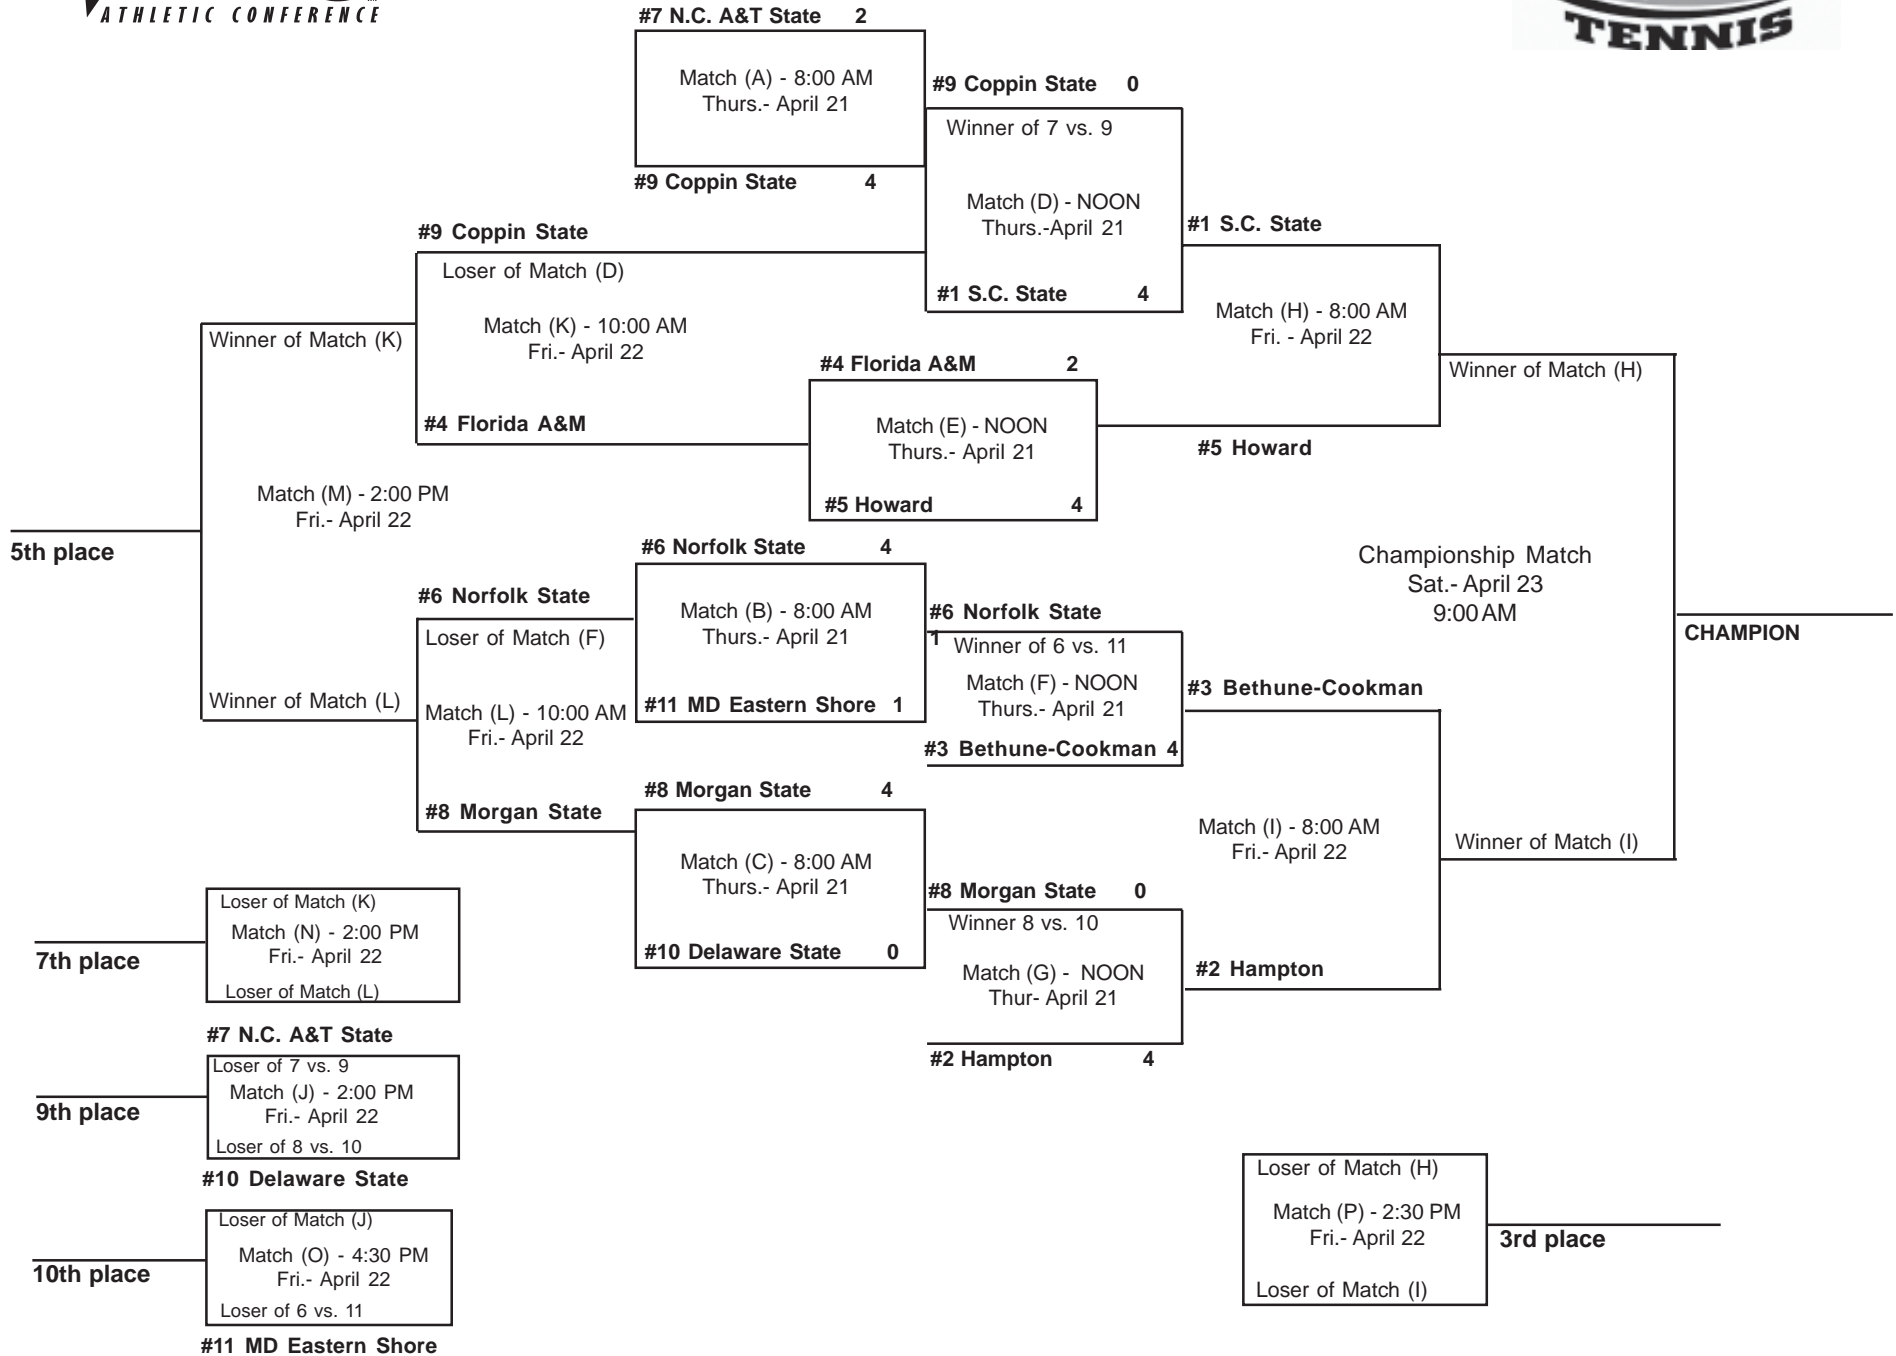 ATHLETIC CONFERENCE
TENNIS
#7 N.C. A&T State 2
Match (A) - 8:00 AM
Thurs.- April 21
#9 Coppin State 4
#9 Coppin State 0
Winner of 7 vs. 9
Match (D) - NOON
Thurs.-April 21
#1 S.C. State 4
#1 S.C. State
Match (H) - 8:00 AM
Fri. - April 22
#5 Howard
Winner of Match (H)
#9 Coppin State
Loser of Match (D)
Match (K) - 10:00 AM
Fri.- April 22
#4 Florida A&M
#4 Florida A&M 2
Match (E) - NOON
Thurs.- April 21
#5 Howard 4
Winner of Match (K)
Match (M) - 2:00 PM
Fri.- April 22
5th place
Winner of Match (L)
#6 Norfolk State 4
Match (B) - 8:00 AM
Thurs.- April 21
#11 MD Eastern Shore 1
#6 Norfolk State
Loser of Match (F)
Match (L) - 10:00 AM
Fri.- April 22
#8 Morgan State
#6 Norfolk State
1
Winner of 6 vs. 11
Match (F) - NOON
Thurs.- April 21
#3 Bethune-Cookman 4
#3 Bethune-Cookman
Match (I) - 8:00 AM
Fri.- April 22
#2 Hampton
Winner of Match (I)
Championship Match
Sat.- April 23
9:00 AM
CHAMPION
#8 Morgan State 4
Match (C) - 8:00 AM
Thurs.- April 21
#10 Delaware State 0
#8 Morgan State 0
Winner 8 vs. 10
Match (G) - NOON
Thur- April 21
#2 Hampton 4
Loser of Match (K)
Match (N) - 2:00 PM
Fri.- April 22
Loser of Match (L)
7th place
#7 N.C. A&T State
Loser of 7 vs. 9
Match (J) - 2:00 PM
Fri.- April 22
Loser of 8 vs. 10
#10 Delaware State
9th place
Loser of Match (J)
Match (O) - 4:30 PM
Fri.- April 22
Loser of 6 vs. 11
#11 MD Eastern Shore
10th place
Loser of Match (H)
Match (P) - 2:30 PM
Fri.- April 22
Loser of Match (I)
3rd place